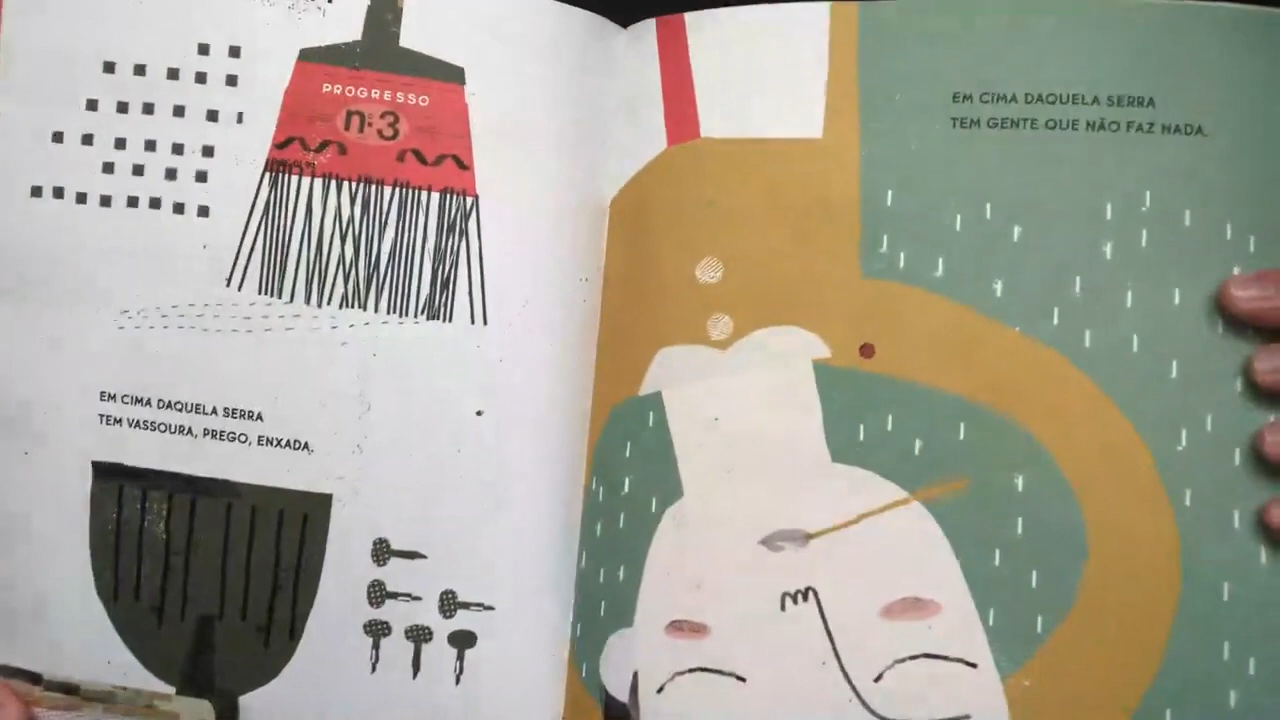 PROGRESSO
nº3
EM CIMA DAQUELA SERRA
TEM VASSOURA, PREGO, ENXADA.
EM CIMA DAQUELA SERRA
TEM GENTE QUE NÃO FAZ NADA.